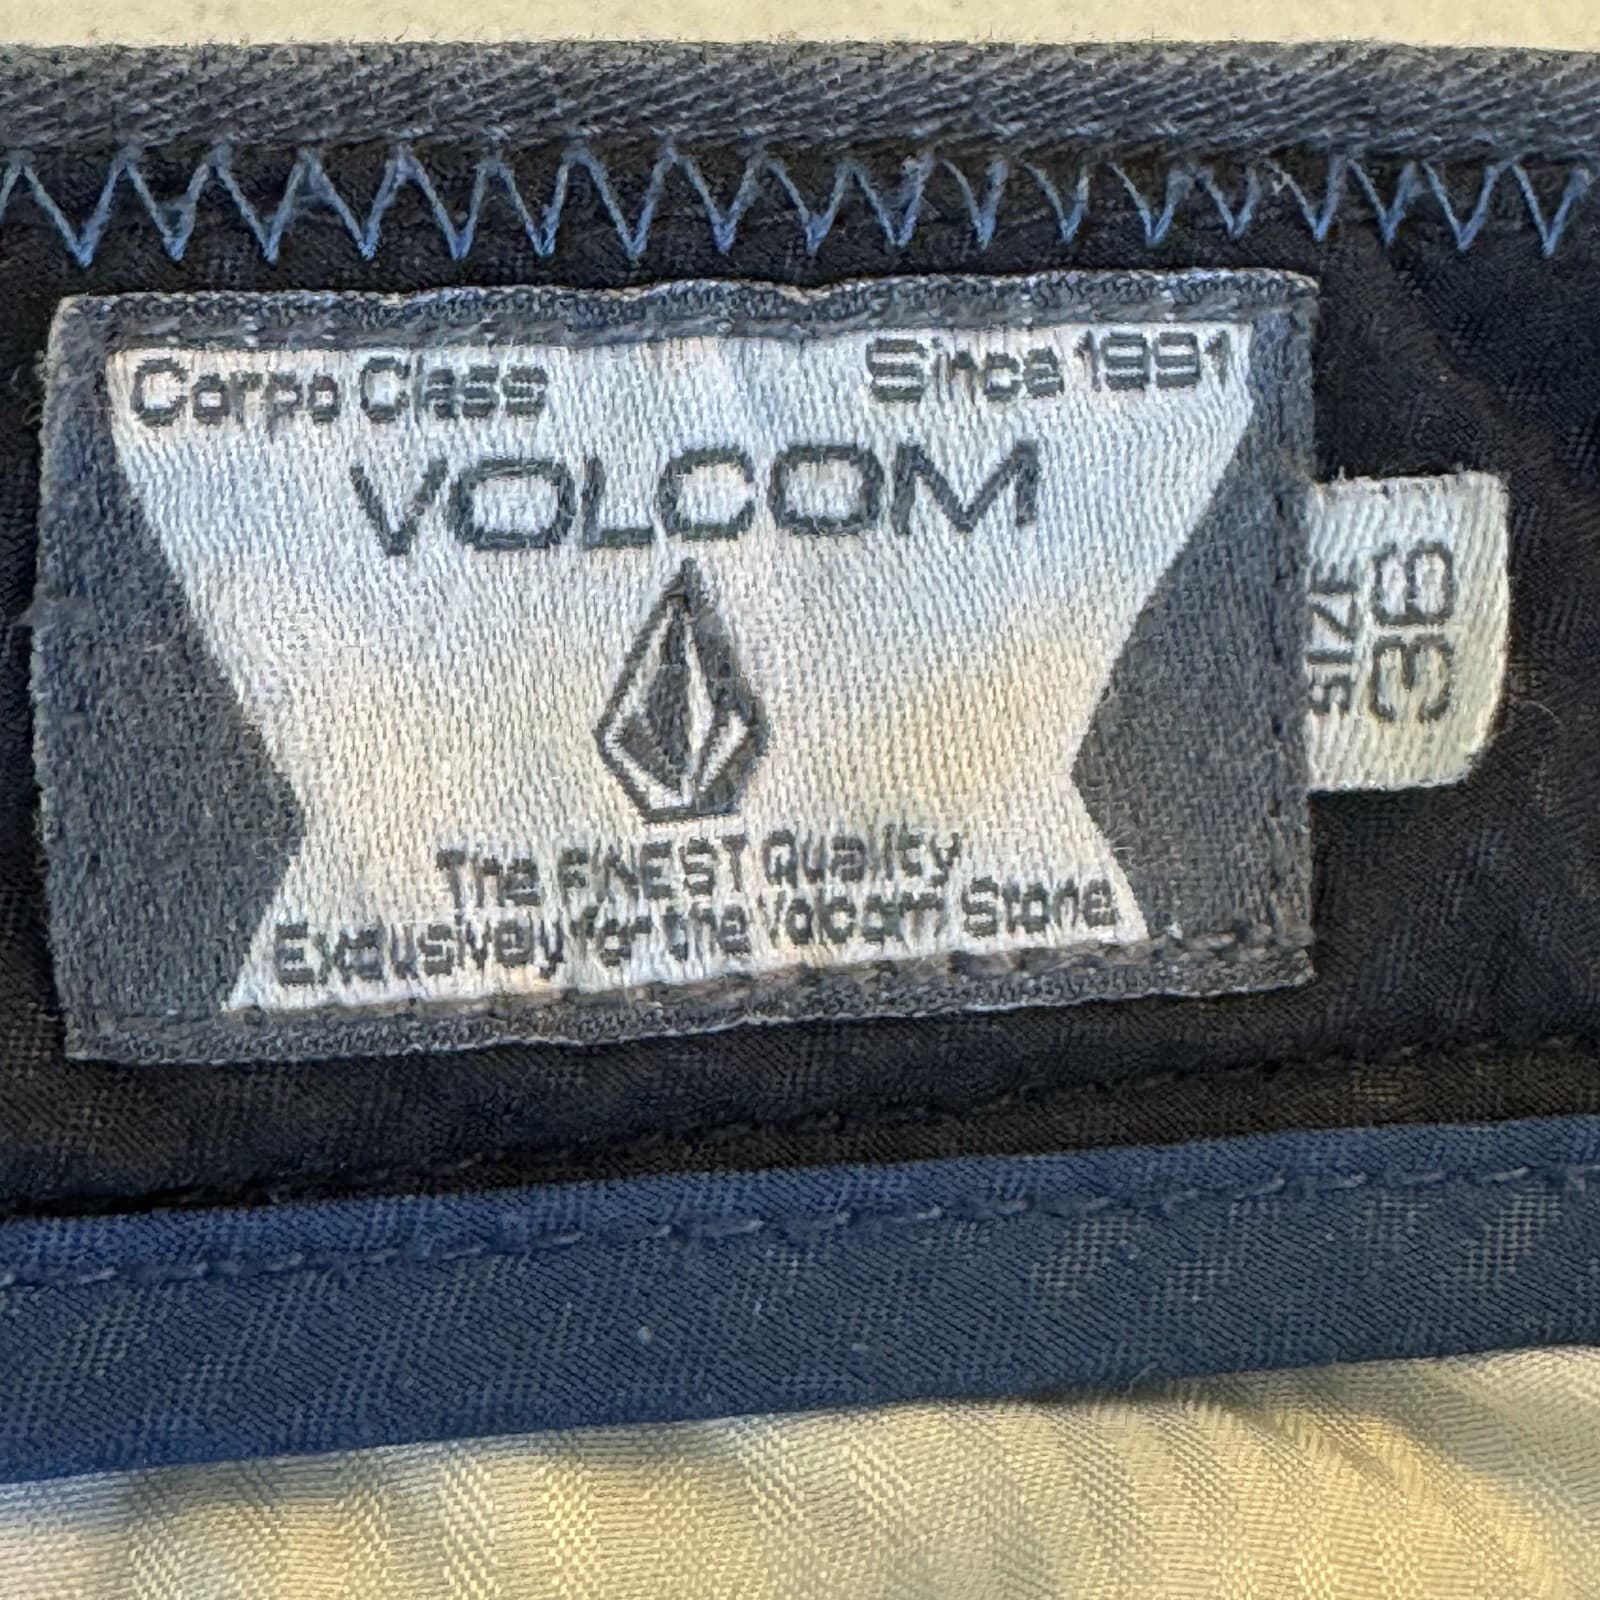 Corpo Class
Since 1991
VOLCOM
The FINEST Quality
Exclusively for the Volcom Stone
SIZE
36